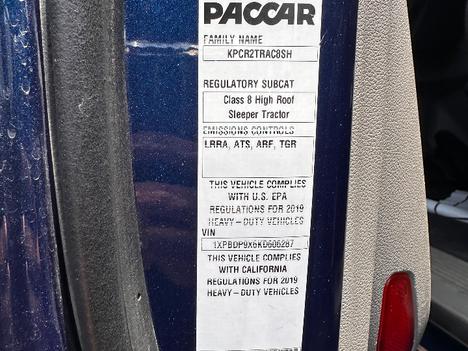 PACCAR
FAMILY NAME
KPCR2TRAC8SH
REGULATORY SUBCAT
Class 8 High Roof
Sleeper Tractor
EMISSIONS CONTROLS
LRRA, ATS, ARF, TGR
THIS VEHICLE COMPLIES
WITH U.S. EPA
REGULATIONS FOR 2019
HEAVY - DUTY VEHICLES
VIN
1XPBDP9X6KD606287
THIS VEHICLE COMPLIES
WITH CALIFORNIA
REGULATIONS FOR 2019
HEAVY - DUTY VEHICLES